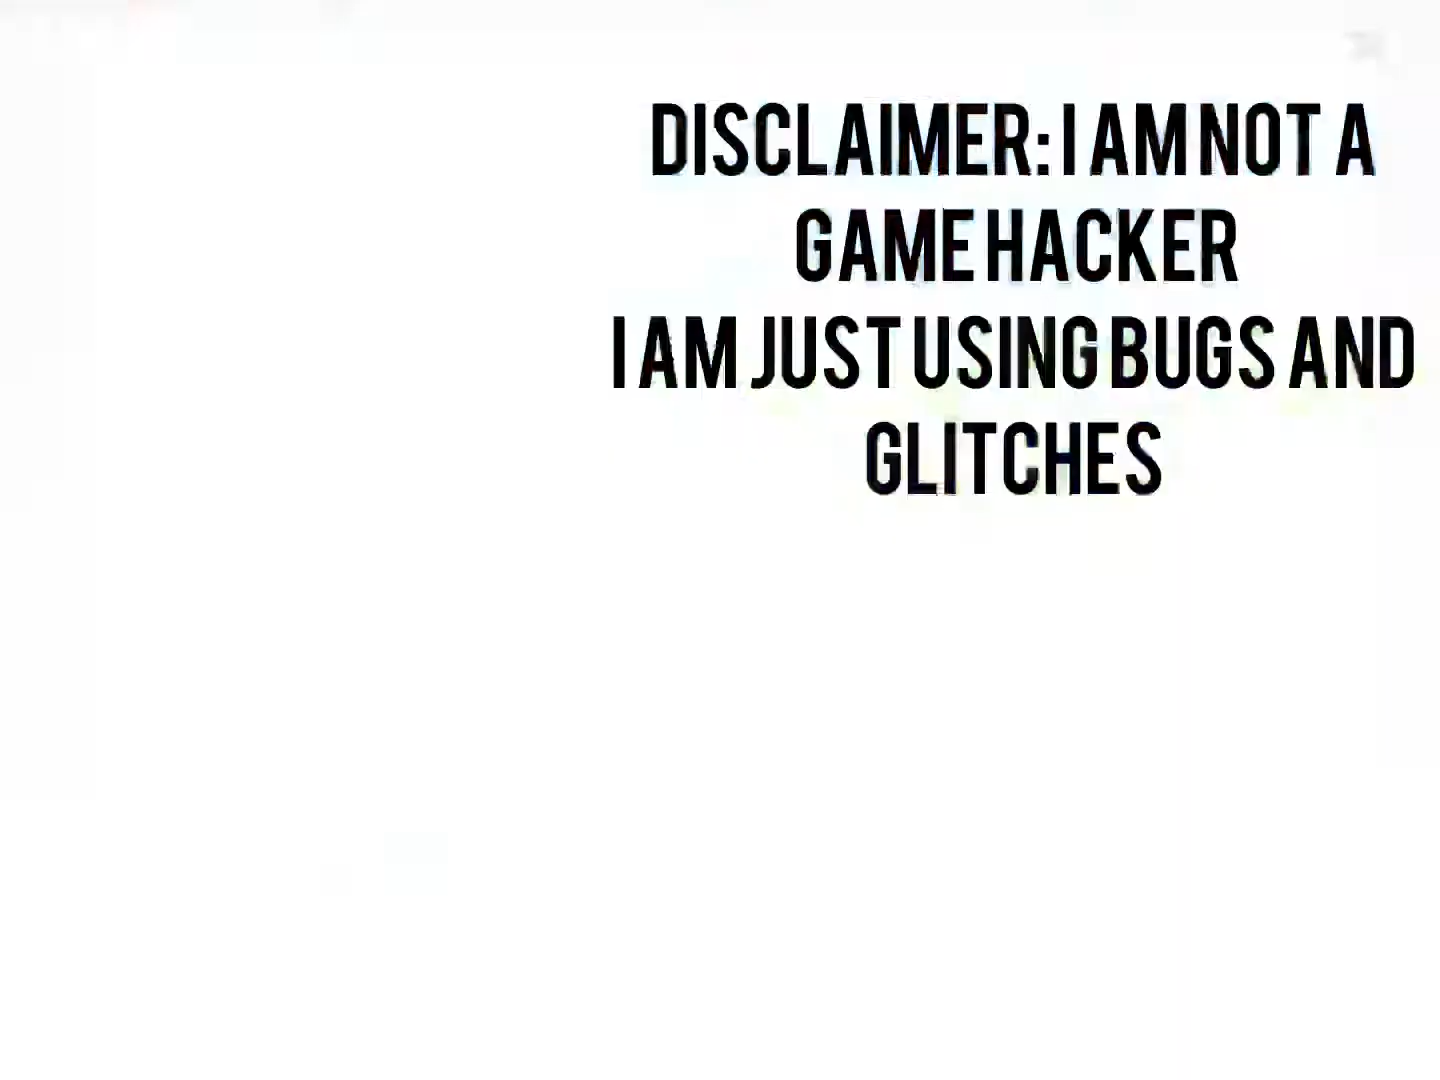 DISCLAIMER: I AM NOT A
GAME HACKER
I AM JUST USING BUGS AND
GLITCHES